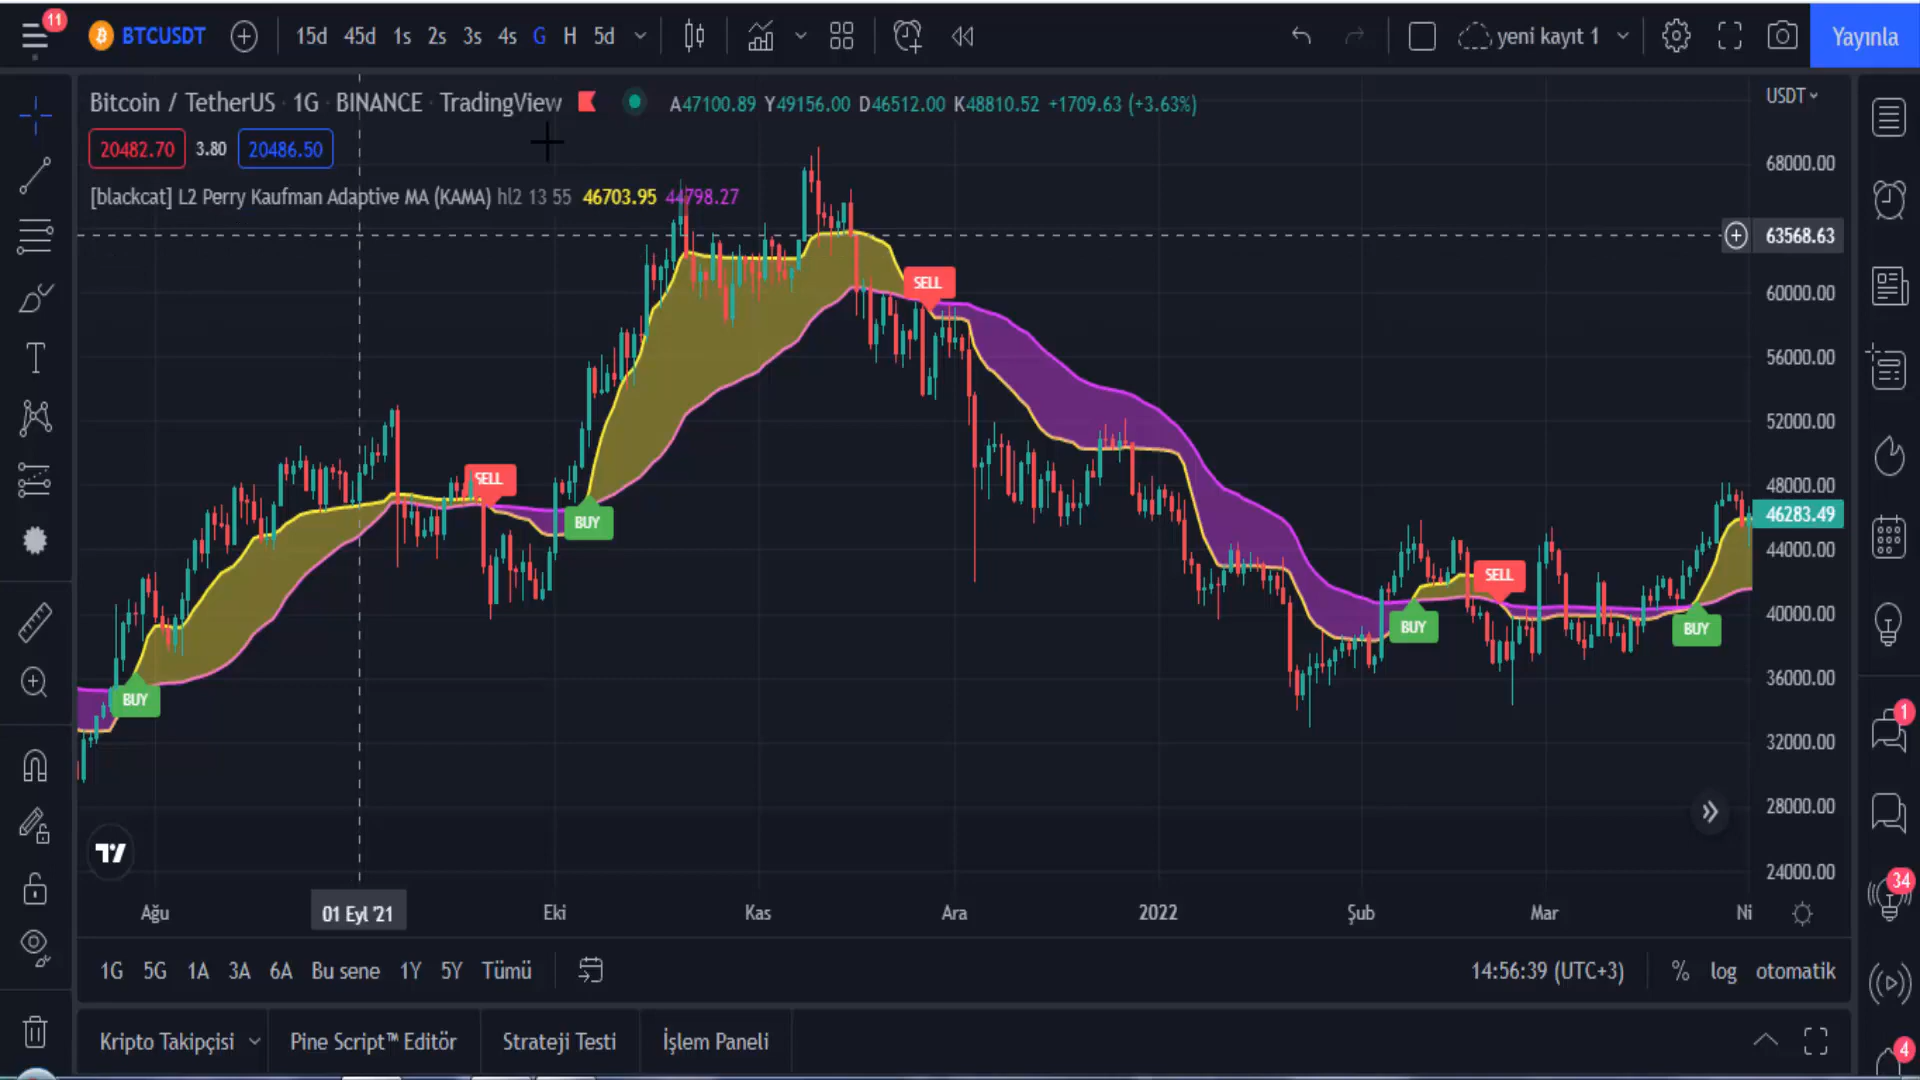 11
BTCUSDT 15d 45d 1s 2s 3s 4s G H 5d yeni kayıt 1 Yayınla
Bitcoin / TetherUS · 1G · BINANCE · TradingView A47100.89 Y49156.00 D46512.00 K48810.52 +1709.63 (+3.63%)
USDT
20482.70 3.80 20486.50
68000.00
[blackcat] L2 Perry Kaufman Adaptive MA (KAMA) hl2 13 55 46703.95 44798.27
63568.63
SELL
60000.00
56000.00
52000.00
SELL
48000.00
46283.49
BUY
44000.00
SELL
40000.00
BUY
BUY
36000.00
BUY
1
32000.00
28000.00
24000.00
34
Ağu 01 Eyl '21 Eki Kas Ara 2022 Şub Mar Ni
1G 5G 1A 3A 6A Bu sene 1Y 5Y Tümü 14:56:39 (UTC+3) % log otomatik
Kripto Takipçisi Pine Script™ Editör Strateji Testi İşlem Paneli
4